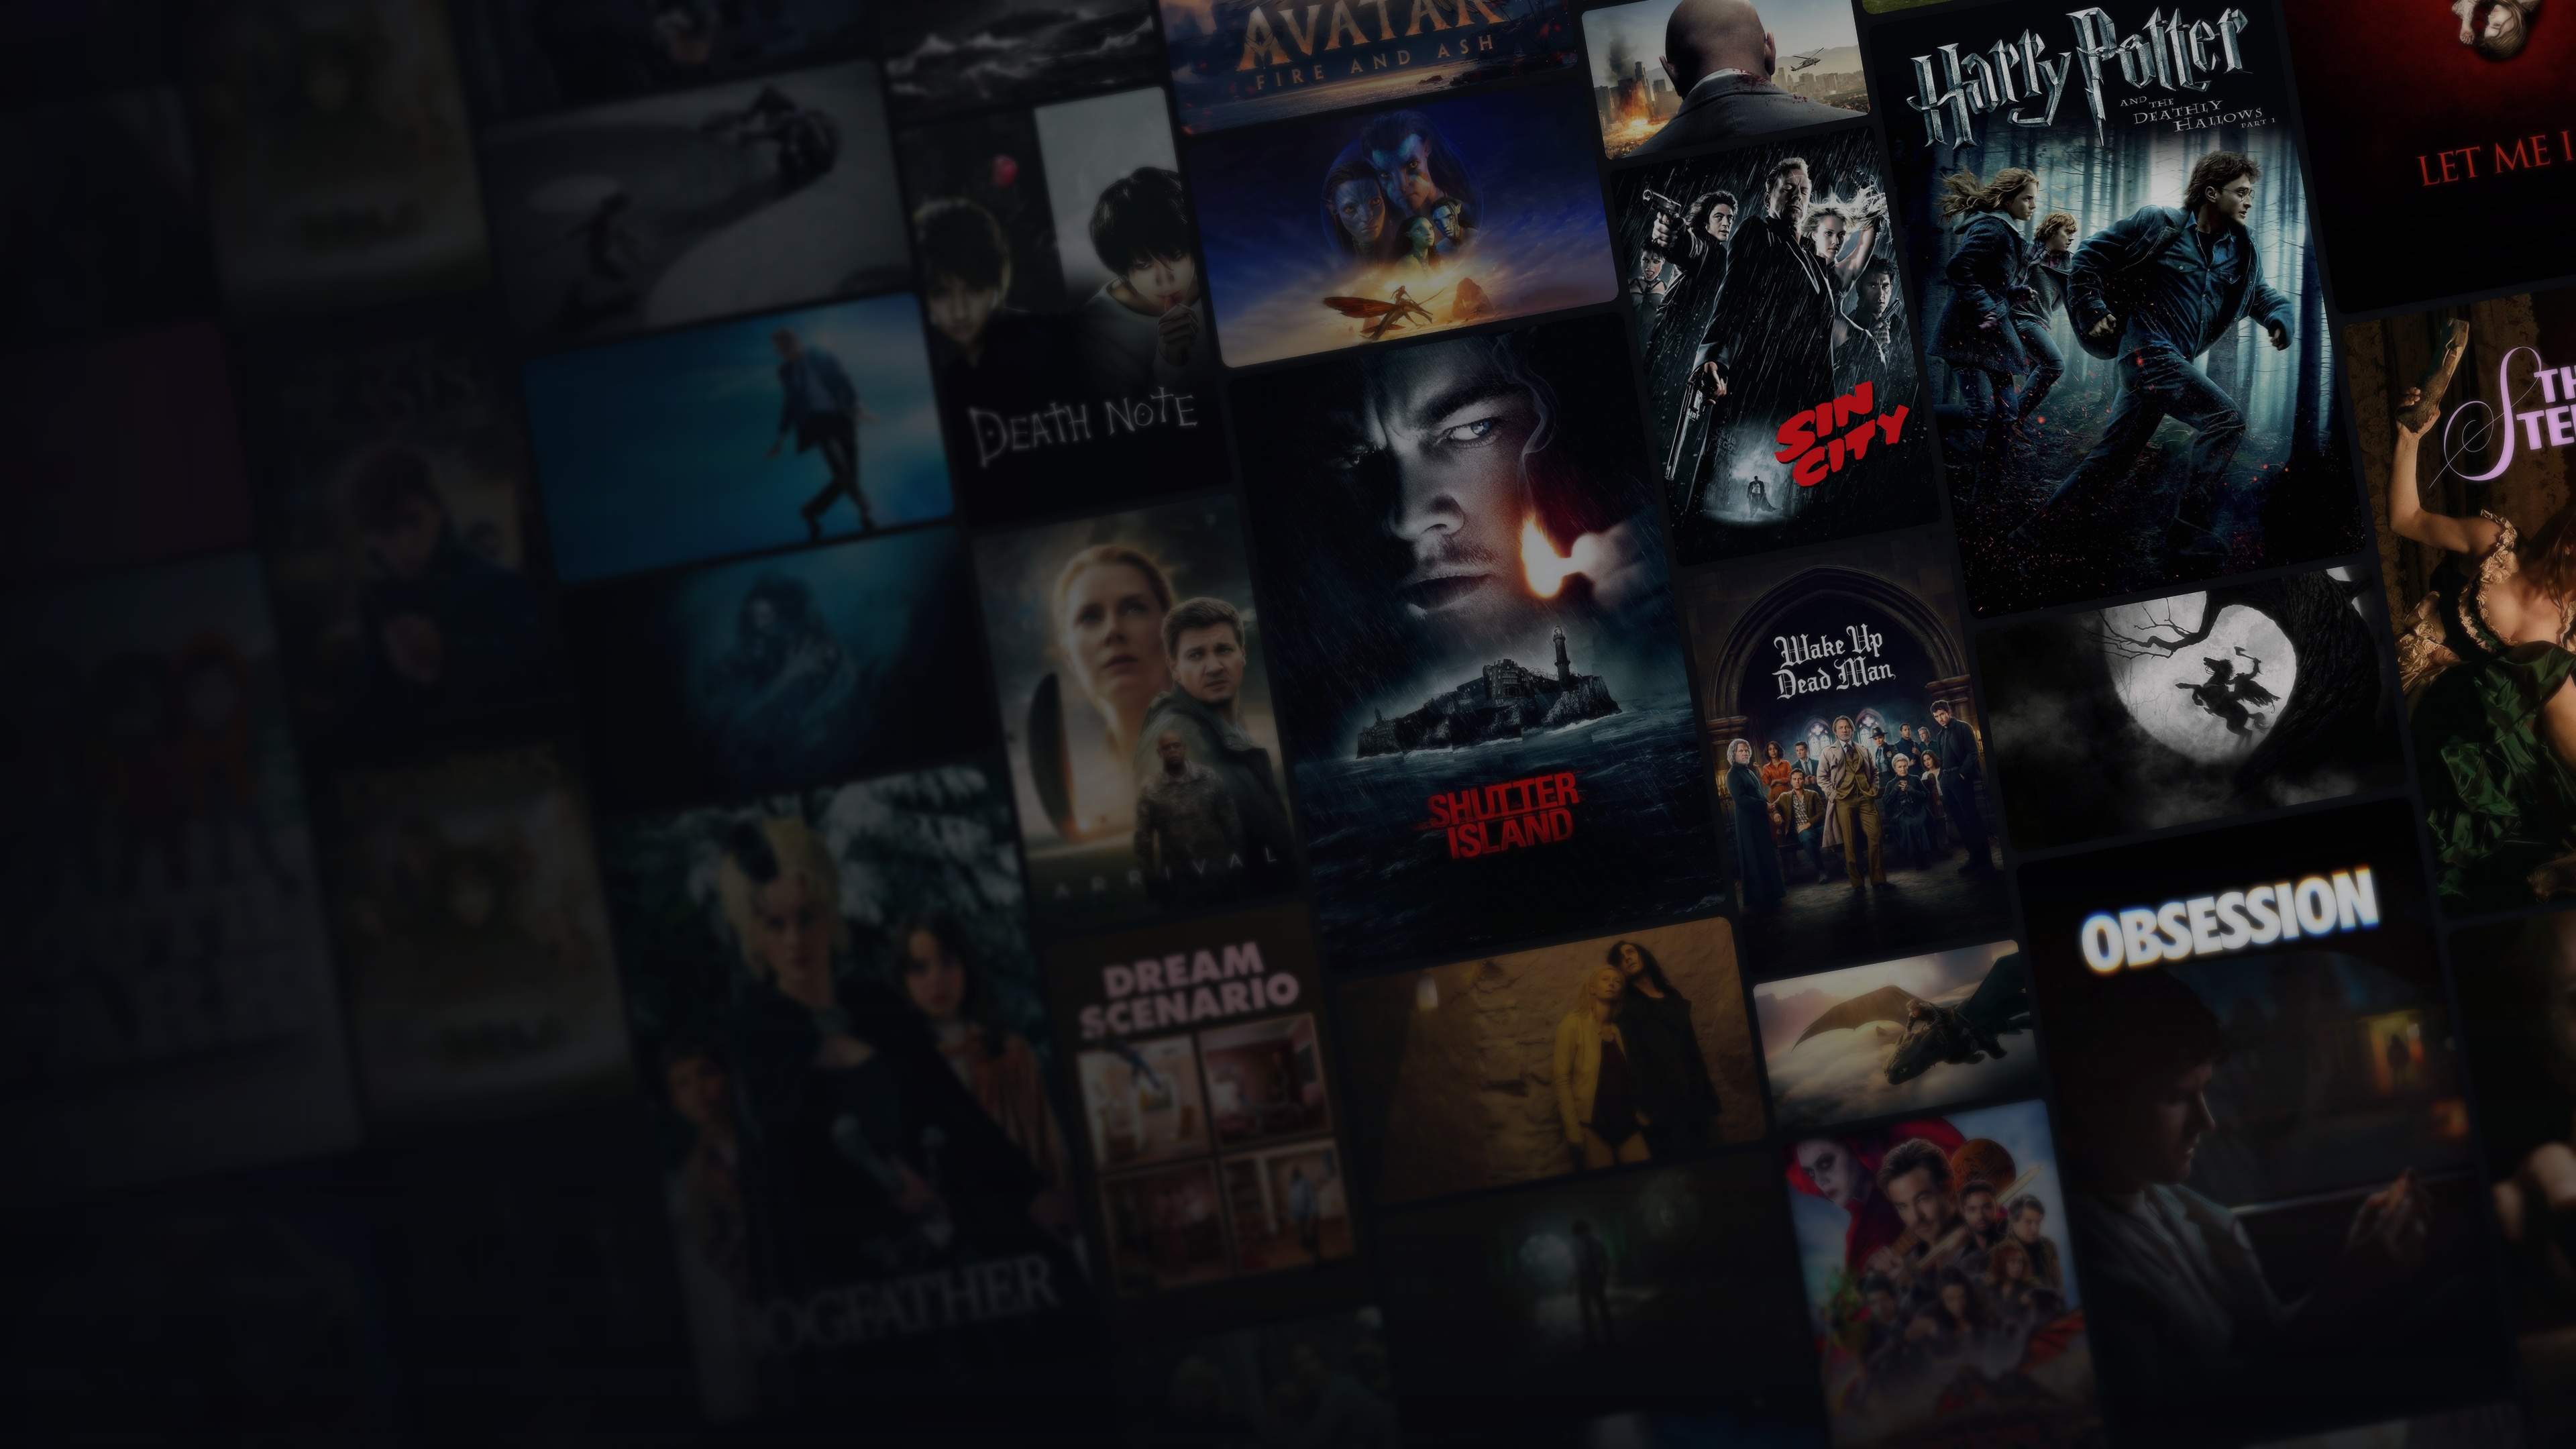 AVATAR
FIRE AND ASH
Harry Potter
AND THE
DEATHLY
HALLOWS
PART 1
LET ME
DEATH NOTE
SIN
CITY
Wake Up
Dead Man
SHUTTER
ISLAND
ARRIVAL
OBSESSION
DREAM
SCENARIO
OGFATHER